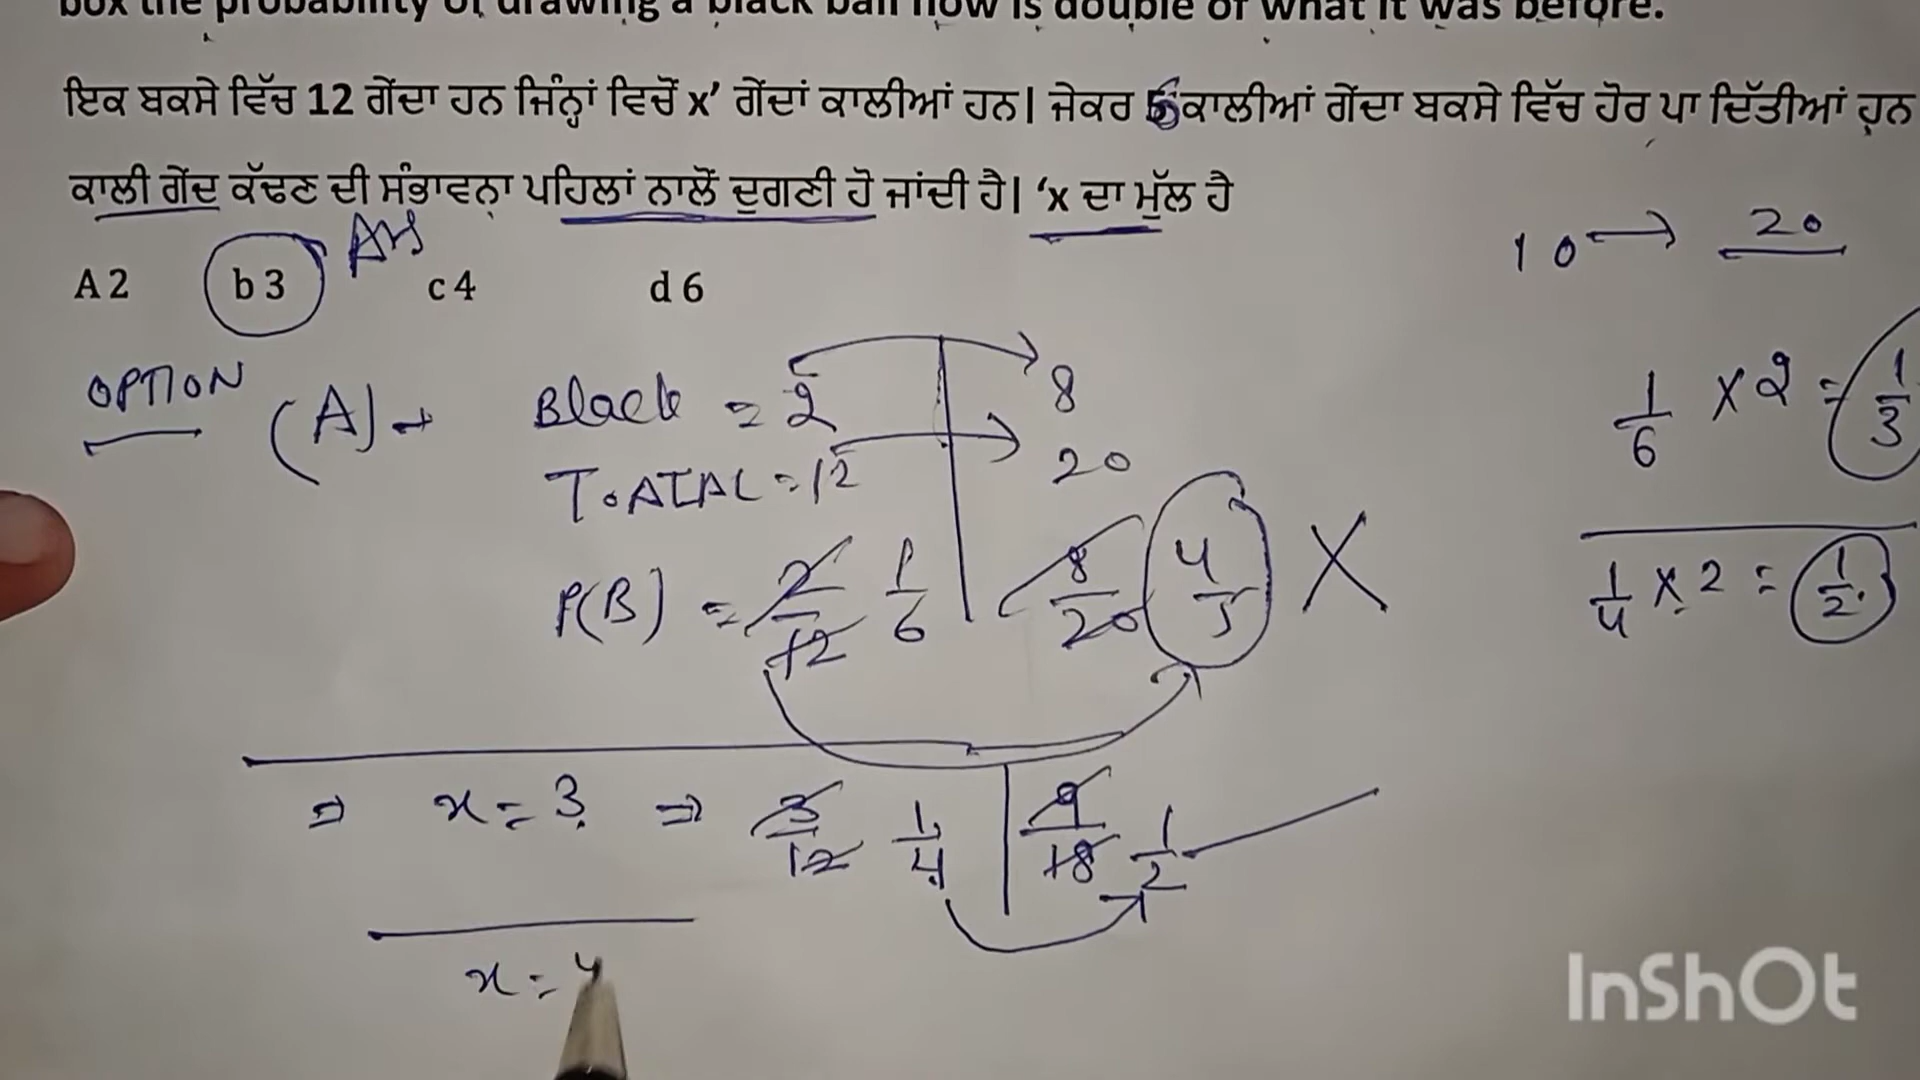 box the probability of drawing a black ball now is double of what it was before.
ਇਕ ਬਕਸੇ ਵਿੱਚ 12 ਗੇਂਦਾ ਹਨ ਜਿੰਨ੍ਹਾਂ ਵਿਚੋਂ x’ ਗੇਂਦਾਂ ਕਾਲੀਆਂ ਹਨ। ਜੇਕਰ 6 ਕਾਲੀਆਂ ਗੇਂਦਾ ਬਕਸੇ ਵਿੱਚ ਹੋਰ ਪਾ ਦਿੱਤੀਆਂ ਹਨ
ਕਾਲੀ ਗੇਂਦ ਕੱਢਣ ਦੀ ਸੰਭਾਵਨਾ ਪਹਿਲਾਂ ਨਾਲੋਂ ਦੁਗਣੀ ਹੋ ਜਾਂਦੀ ਹੈ। ‘x ਦਾ ਮੁੱਲ ਹੈ
10 → 20
Ans
A 2 b 3 c 4 d 6
OPTION (A) → Black = 2 8
1/6 × 2 = 1/3
TOATAL = 12 20
P(B) = 2/12 1/6 8/20 4/5 X
1/4 × 2 = 1/2
⇒ x = 3 ⇒ 3/12 1/4 9/18 1/2
x = 4
InShOt